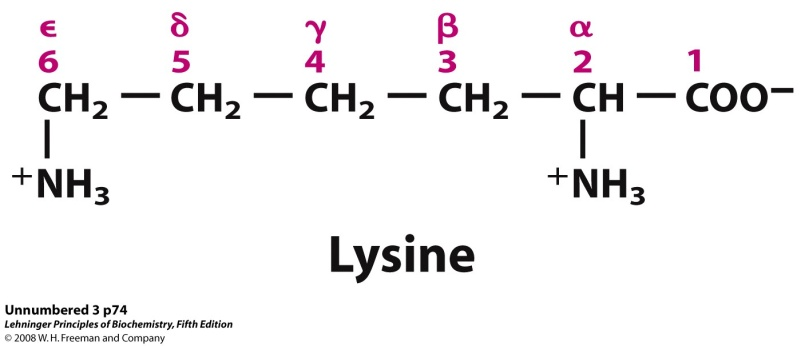 ϵ δ γ β α
6 5 4 3 2 1
CH₂ — CH₂ — CH₂ — CH₂ — CH — COO⁻
⁺NH₃ ⁺NH₃
Lysine
Unnumbered 3 p74
Lehninger Principles of Biochemistry, Fifth Edition
© 2008 W. H. Freeman and Company